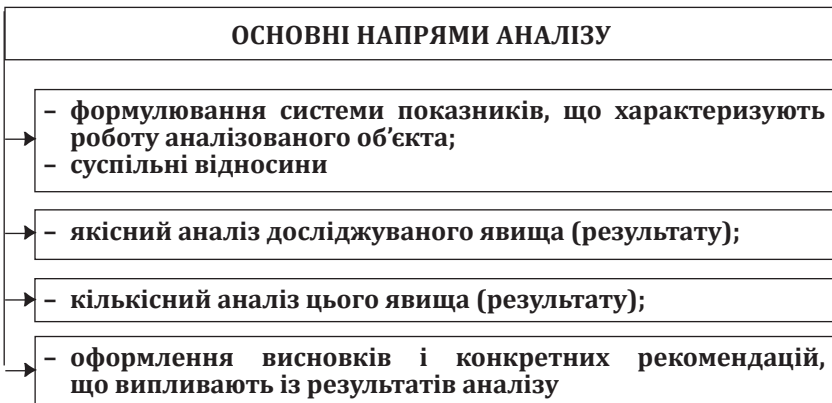 ОСНОВНІ НАПРЯМИ АНАЛІЗУ
– формулювання системи показників, що характеризують
роботу аналізованого об’єкта;
– суспільні відносини
– якісний аналіз досліджуваного явища (результату);
– кількісний аналіз цього явища (результату);
– оформлення висновків і конкретних рекомендацій,
що випливають із результатів аналізу